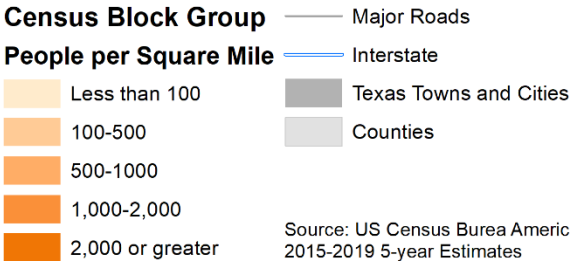 Census Block Group
People per Square Mile
Less than 100
100-500
500-1000
1,000-2,000
2,000 or greater
Major Roads
Interstate
Texas Towns and Cities
Counties
Source: US Census Burea Americ
2015-2019 5-year Estimates